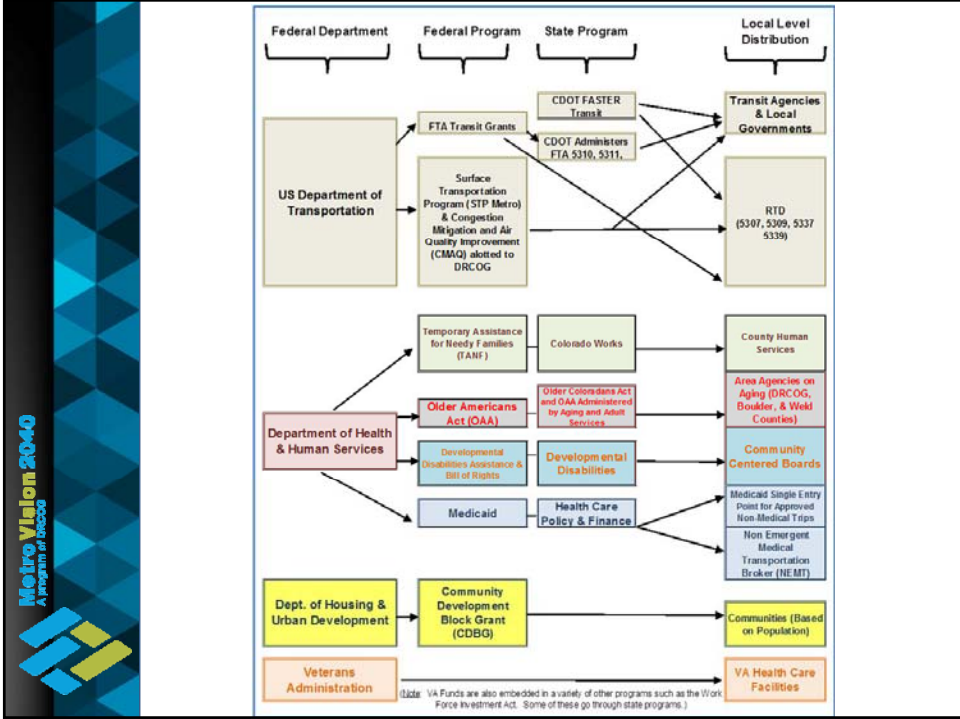 Federal Department
Federal Program
State Program
Local Level
Distribution
CDOT FASTER
Transit
Transit Agencies
& Local
Governments
FTA Transit Grants
CDOT Administers
FTA 5310, 5311,
US Department of
Transportation
Surface
Transportation
Program (STP Metro)
& Congestion
Mitigation and Air
Quality Improvement
(CMAQ) alotted to
DRCOG
RTD
(5307, 5309, 5337
5339)
Temporary Assistance
for Needy Families
(TANF)
Colorado Works
County Human
Services
Department of Health
& Human Services
Older Americans
Act (OAA)
Older Coloradans Act
and OAA Administered
by Aging and Adult
Services
Area Agencies on
Aging (DRCOG,
Boulder, & Weld
Counties)
Developmental
Disabilities Assistance &
Bill of Rights
Developmental
Disabilities
Community
Centered Boards
Medicaid
Health Care
Policy & Finance
Medicaid Single Entry
Point for Approved
Non-Medical Trips
Non Emergent
Medical
Transportation
Broker (NEMT)
Dept. of Housing &
Urban Development
Community
Development
Block Grant
(CDBG)
Communities (Based
on Population)
Veterans
Administration
VA Health Care
Facilities
(Note: VA Funds are also embedded in a variety of other programs such as the Work
Force Investment Act. Some of these go through state programs.)
Metro Vision 2040
A program of DRCOG